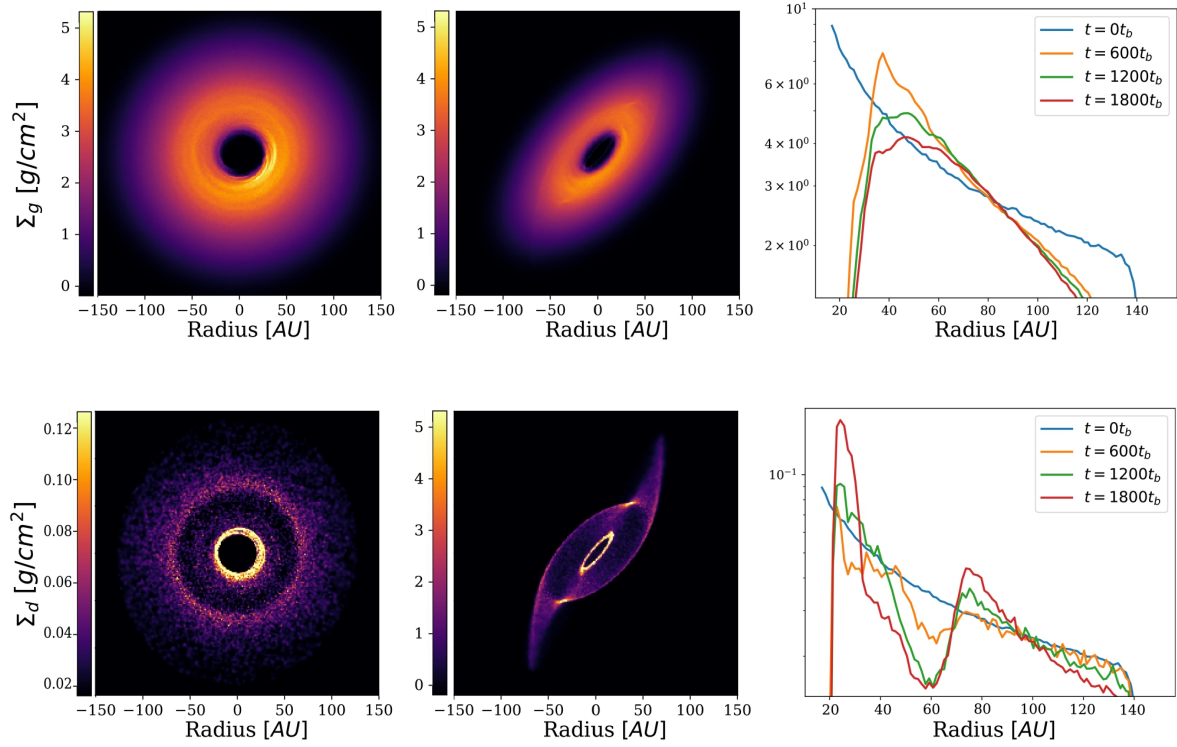 Σg [g/cm²]
5
4
3
2
1
0
−150 −100 −50 0 50 100 150
Radius [AU]
5
4
3
2
1
0
−150 −100 −50 0 50 100 150
Radius [AU]
10¹
6 × 10⁰
4 × 10⁰
3 × 10⁰
2 × 10⁰
t = 0tb
t = 600tb
t = 1200tb
t = 1800tb
20 40 60 80 100 120 140
Radius [AU]
Σd [g/cm²]
0.12
0.10
0.08
0.06
0.04
0.02
−150 −100 −50 0 50 100 150
Radius [AU]
5
4
3
2
1
0
−150 −100 −50 0 50 100 150
Radius [AU]
10⁻¹
t = 0tb
t = 600tb
t = 1200tb
t = 1800tb
20 40 60 80 100 120 140
Radius [AU]